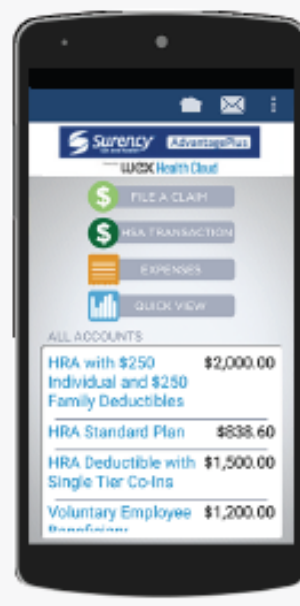 Surency AdvantagePlus
WEX Health Cloud
FILE A CLAIM
HSA TRANSACTION
EXPENSES
QUICK VIEW
ALL ACCOUNTS
HRA with $250 $2,000.00
Individual and $250
Family Deductibles
HRA Standard Plan $838.60
HRA Deductible with $1,500.00
Single Tier Co-Ins
Voluntary Employee $1,200.00
Beneficiary